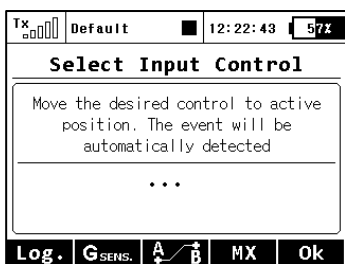 Tx Default 12:22:43 57%
Select Input Control
Move the desired control to active
position. The event will be
automatically detected
...
Log. GSENS. A B MX Ok